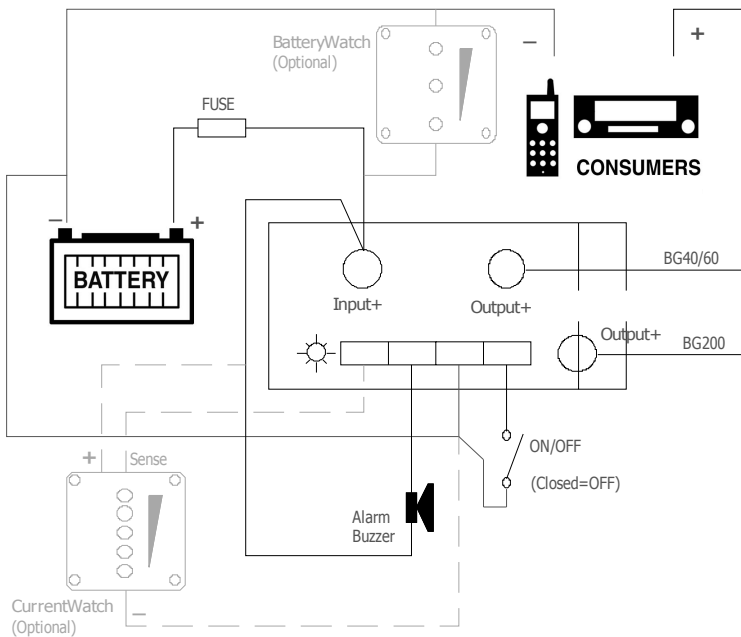 BatteryWatch
(Optional)
−
+
FUSE
CONSUMERS
−
+
BATTERY
BG40/60
Input+
Output+
Output+
BG200
+
Sense
ON/OFF
(Closed=OFF)
Alarm
Buzzer
CurrentWatch
(Optional)
−